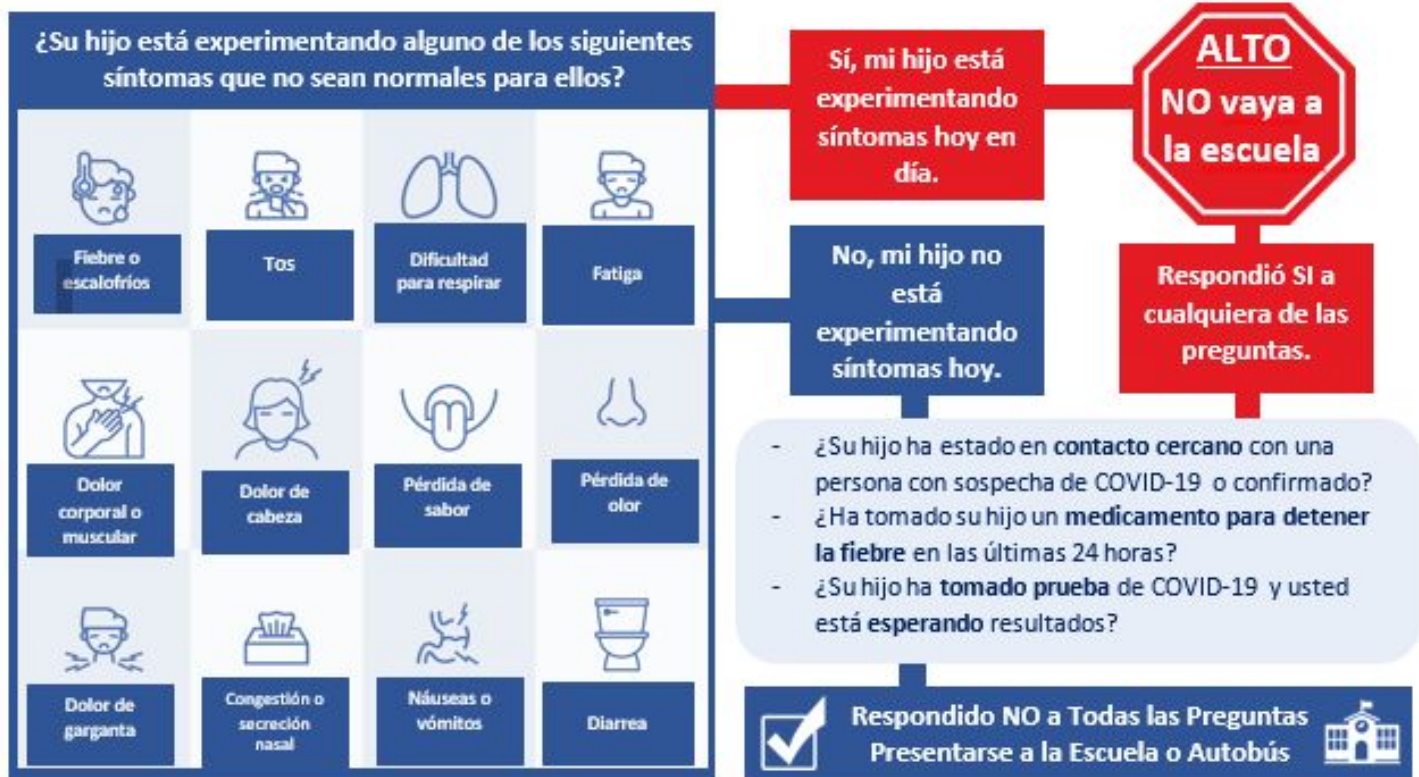 ¿Su hijo está experimentando alguno de los siguientes
síntomas que no sean normales para ellos?
Fiebre o
escalofríos
Tos
Dificultad
para respirar
Fatiga
Dolor
corporal o
muscular
Dolor de
cabeza
Pérdida de
sabor
Pérdida de
olor
Dolor de
garganta
Congestión o
secreción
nasal
Náuseas o
vómitos
Diarrea
Sí, mi hijo está
experimentando
síntomas hoy en
día.
ALTO
NO vaya a
la escuela
No, mi hijo no
está
experimentando
síntomas hoy.
Respondió SI a
cualquiera de las
preguntas.
- ¿Su hijo ha estado en contacto cercano con una
persona con sospecha de COVID-19 o confirmado?
- ¿Ha tomado su hijo un medicamento para detener
la fiebre en las últimas 24 horas?
- ¿Su hijo ha tomado prueba de COVID-19 y usted
está esperando resultados?
Respondido NO a Todas las Preguntas
Presentarse a la Escuela o Autobús